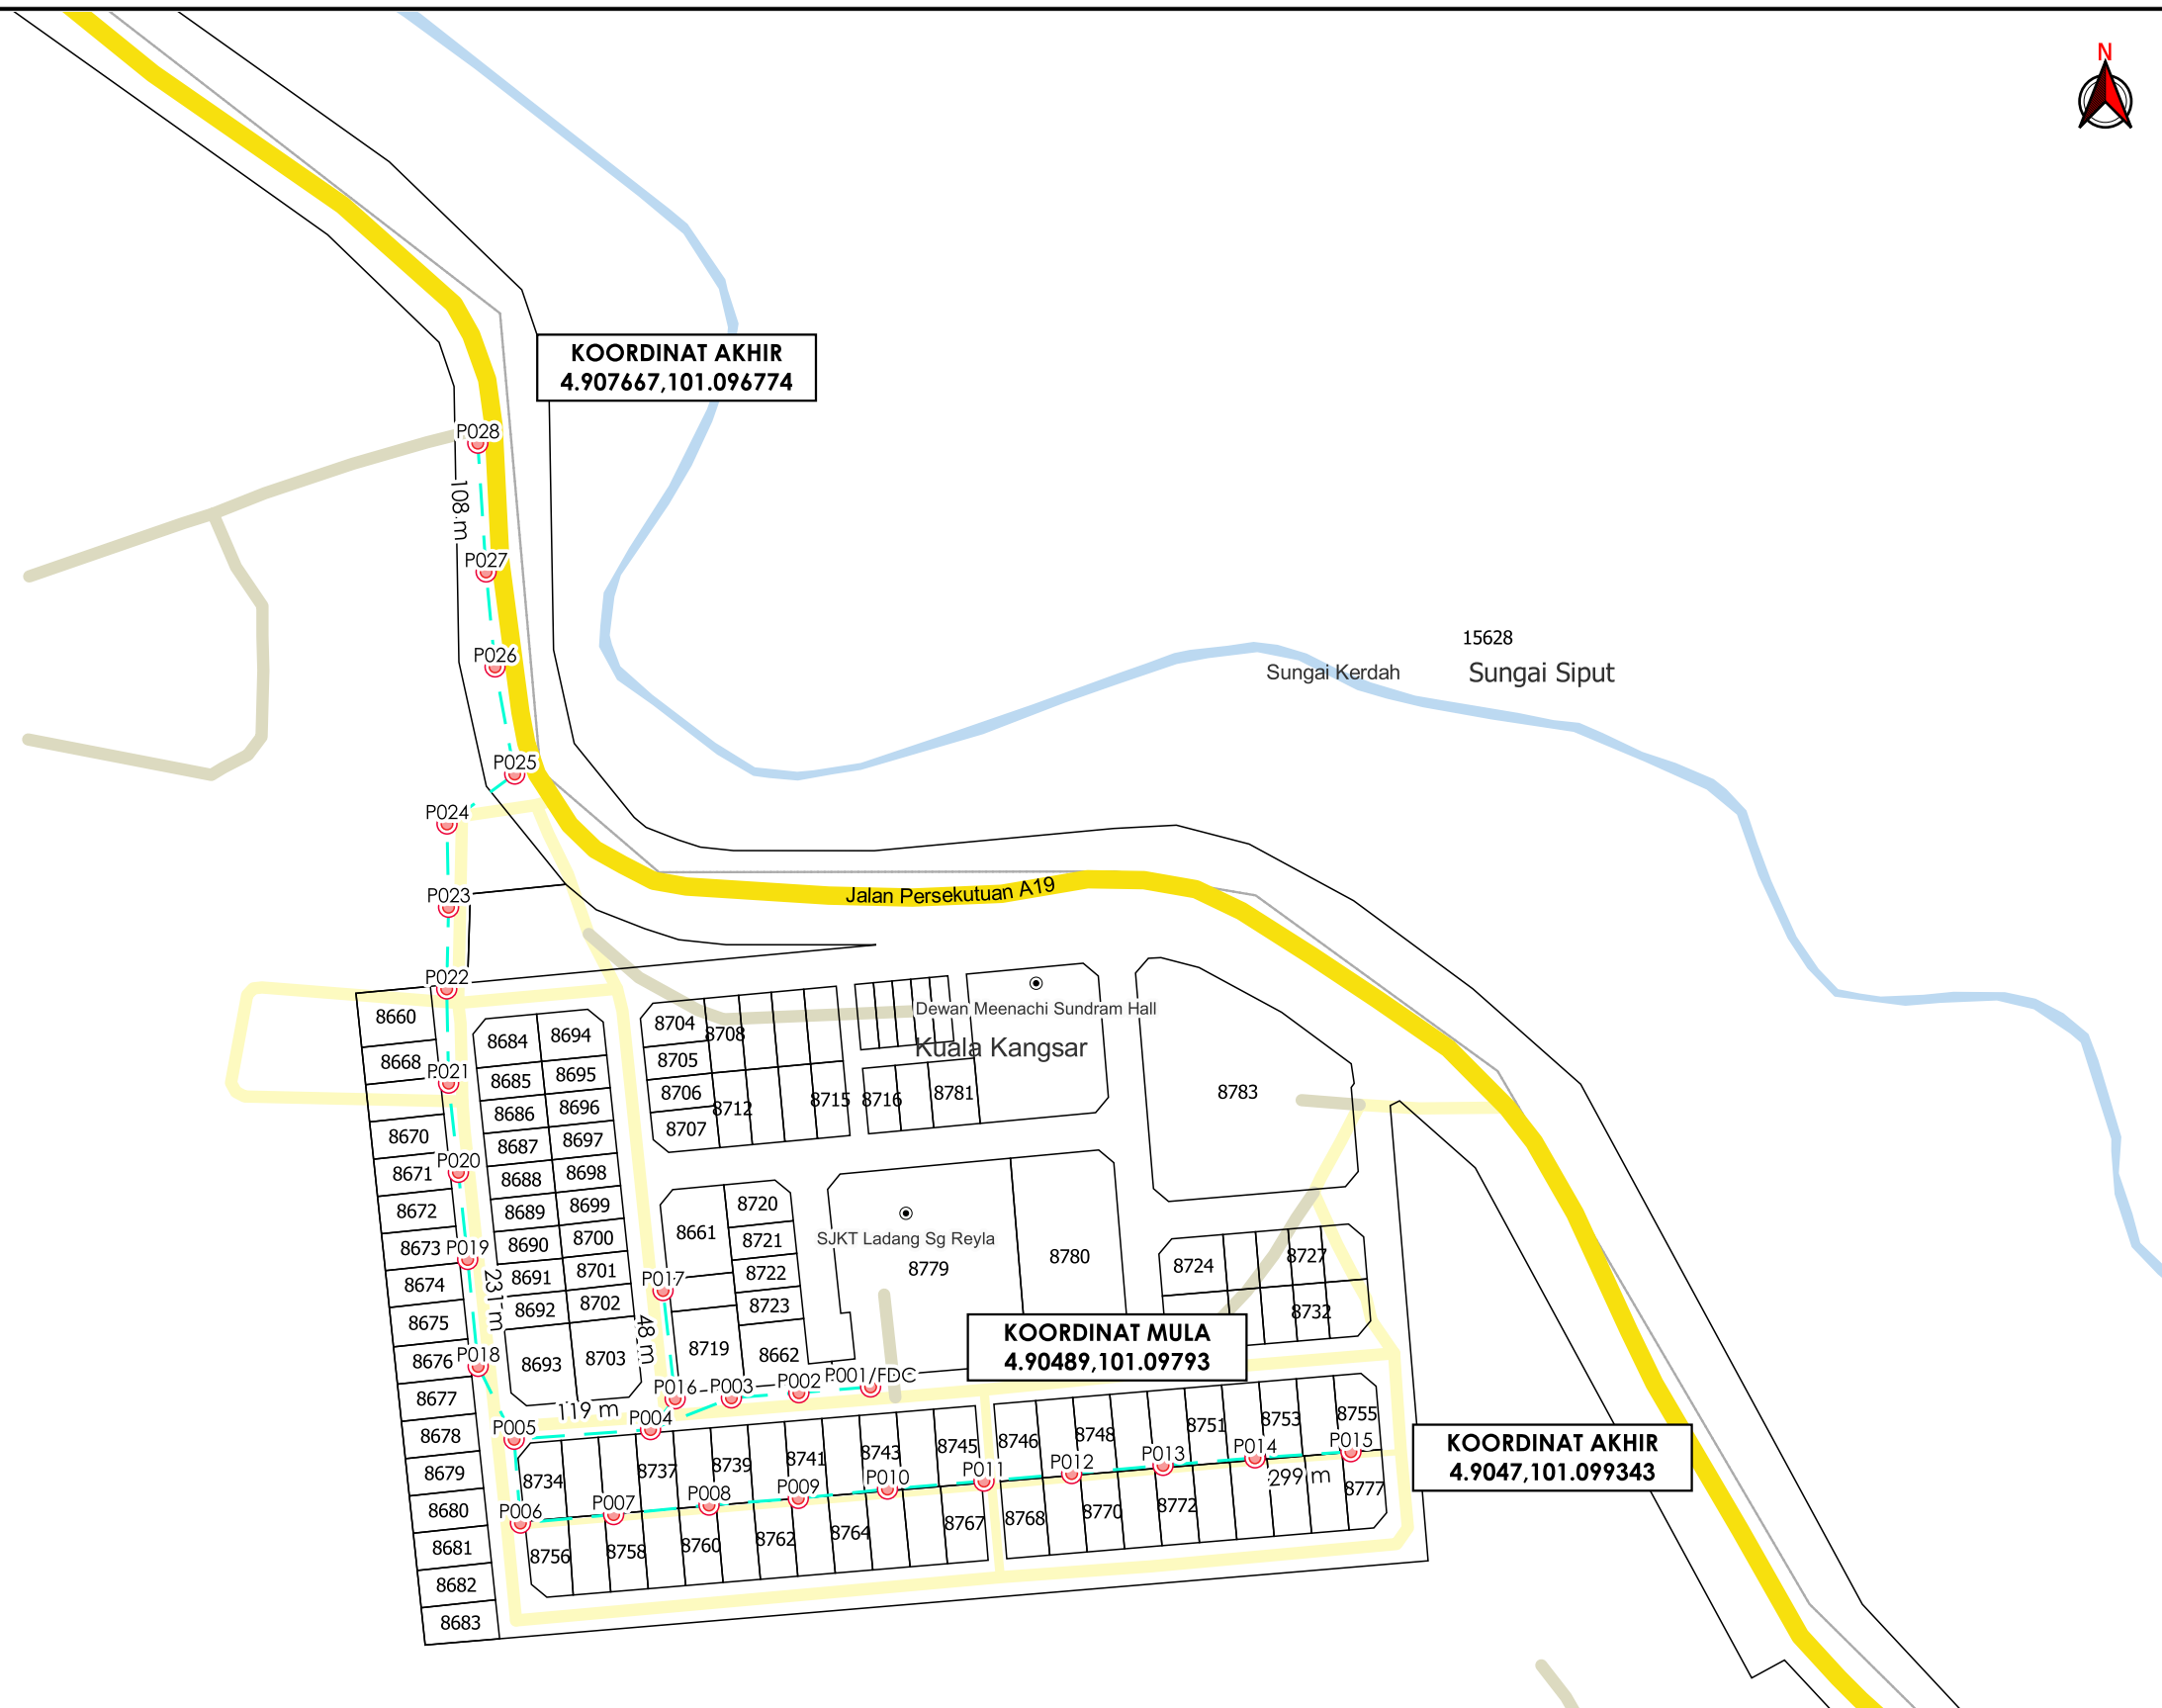 N
KOORDINAT AKHIR
4.907667,101.096774
P028
108 m
P027
P026
15628
Sungai Kerdah
Sungai Siput
P025
P024
Jalan Persekutuan A19
P023
P022
Dewan Meenachi Sundram Hall
Kuala Kangsar
8660
8668
P021
8670
8671
P020
8672
8673
P019
8674
8675
231 m
8676
P018
8677
8678
8679
8680
8681
8682
8683
8684
8694
8685
8695
8686
8696
8687
8697
8688
8698
8689
8699
8690
8700
8691
8701
8692
8702
8693
8703
8704
8708
8705
8706
8712
8707
8715
8716
8781
8783
8661
8720
8721
8722
8723
P017
48 m
8719
8662
SJKT Ladang Sg Reyla
8779
8780
8724
8727
8732
KOORDINAT MULA
4.90489,101.09793
P016
P003
P002
P001/FDC
119 m
P004
P005
8734
8737
8739
8741
8743
8745
8746
8748
8751
8753
8755
KOORDINAT AKHIR
4.9047,101.099343
P006
P007
P008
P009
P010
P011
P012
P013
P014
P015
299 m
8756
8758
8760
8762
8764
8767
8768
8770
8772
8777